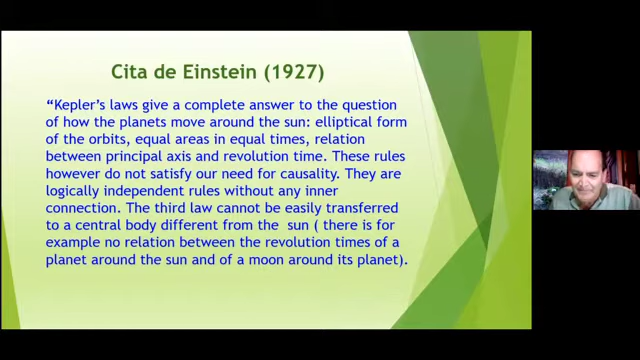 Cita de Einstein (1927)
“Kepler’s laws give a complete answer to the question
of how the planets move around the sun: elliptical form
of the orbits, equal areas in equal times, relation
between principal axis and revolution time. These rules
however do not satisfy our need for causality. They are
logically independent rules without any inner
connection. The third law cannot be easily transferred
to a central body different from the sun ( there is for
example no relation between the revolution times of a
planet around the sun and of a moon around its planet).